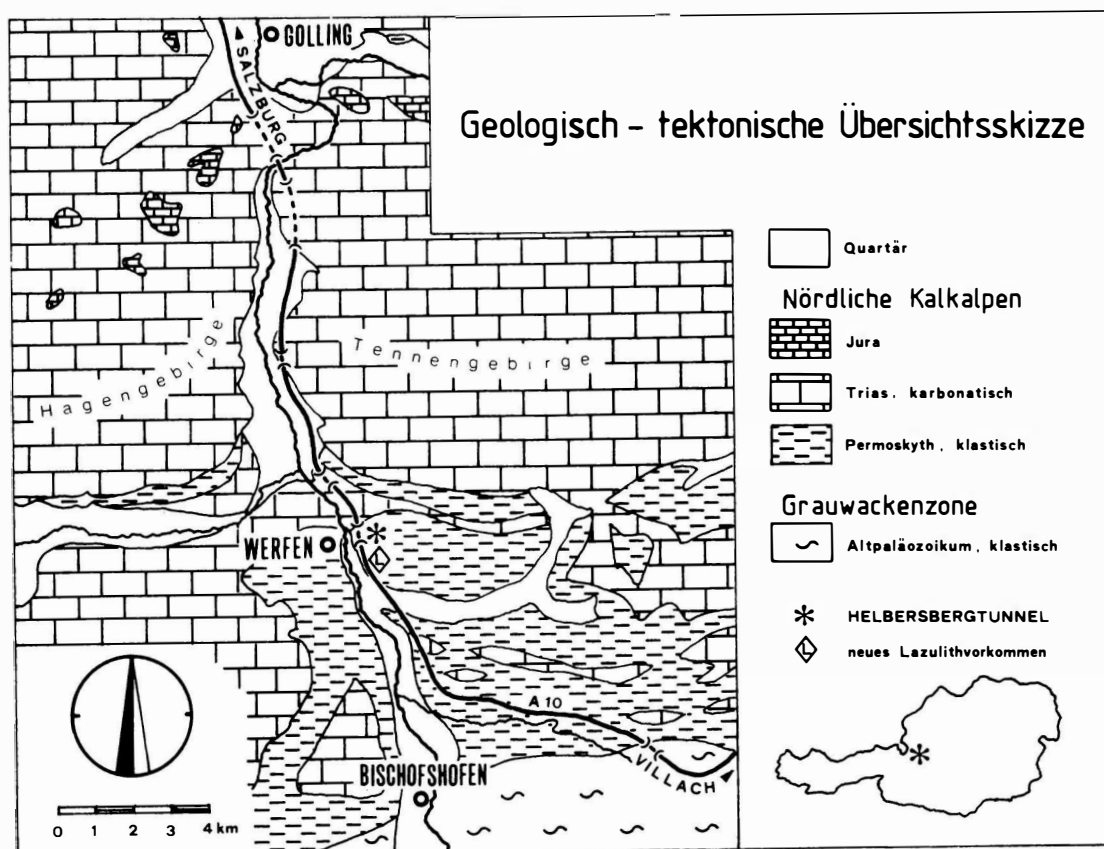 GOLLING
SALZBURG
Geologisch - tektonische Übersichtsskizze
Quartär
Nördliche Kalkalpen
Jura
Trias. karbonatisch
Permoskyth, klastisch
Grauwackenzone
Altpaläozoikum, klastisch
HELBERSBERGTUNNEL
L neues Lazulithvorkommen
Hagengebirge
Tennengebirge
WERFEN
L
A 10
VILLACH
BISCHOFSHOFEN
0 1 2 3 4 km